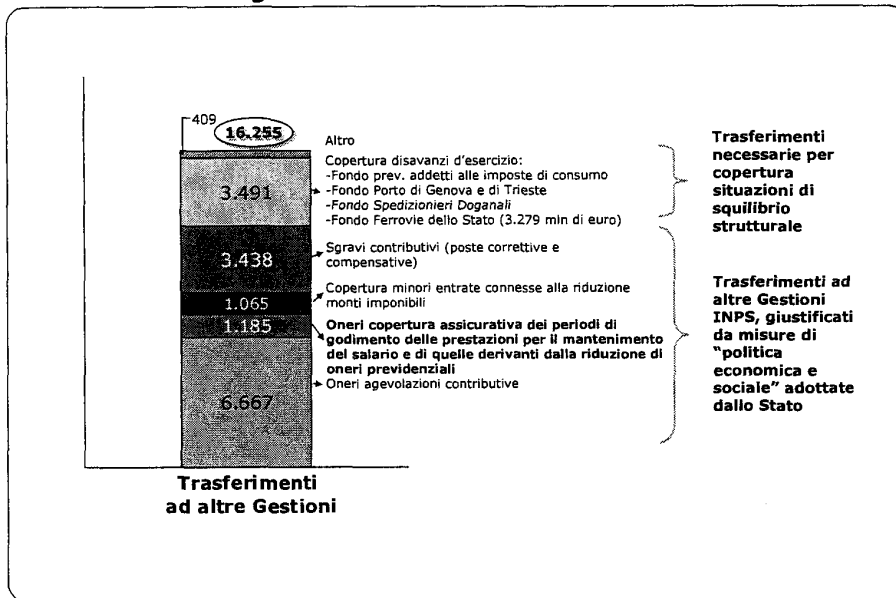 409
16.255
Altro
Copertura disavanzi d'esercizio:
-Fondo prev. addetti alle imposte di consumo
-Fondo Porto di Genova e di Trieste
-Fondo Spedizionieri Doganali
-Fondo Ferrovie dello Stato (3.279 mln di euro)
3.491
Sgravi contributivi (poste correttive e
compensative)
3.438
Copertura minori entrate connesse alla riduzione
monti imponibili
1.065
Oneri copertura assicurativa dei periodi di
godimento delle prestazioni per il mantenimento
del salario e di quelle derivanti dalla riduzione di
oneri previdenziali
1.185
Oneri agevolazioni contributive
6.667
Trasferimenti
necessarie per
copertura
situazioni di
squilibrio
strutturale
Trasferimenti ad
altre Gestioni
INPS, giustificati
da misure di
"politica
economica e
sociale" adottate
dallo Stato
Trasferimenti
ad altre Gestioni